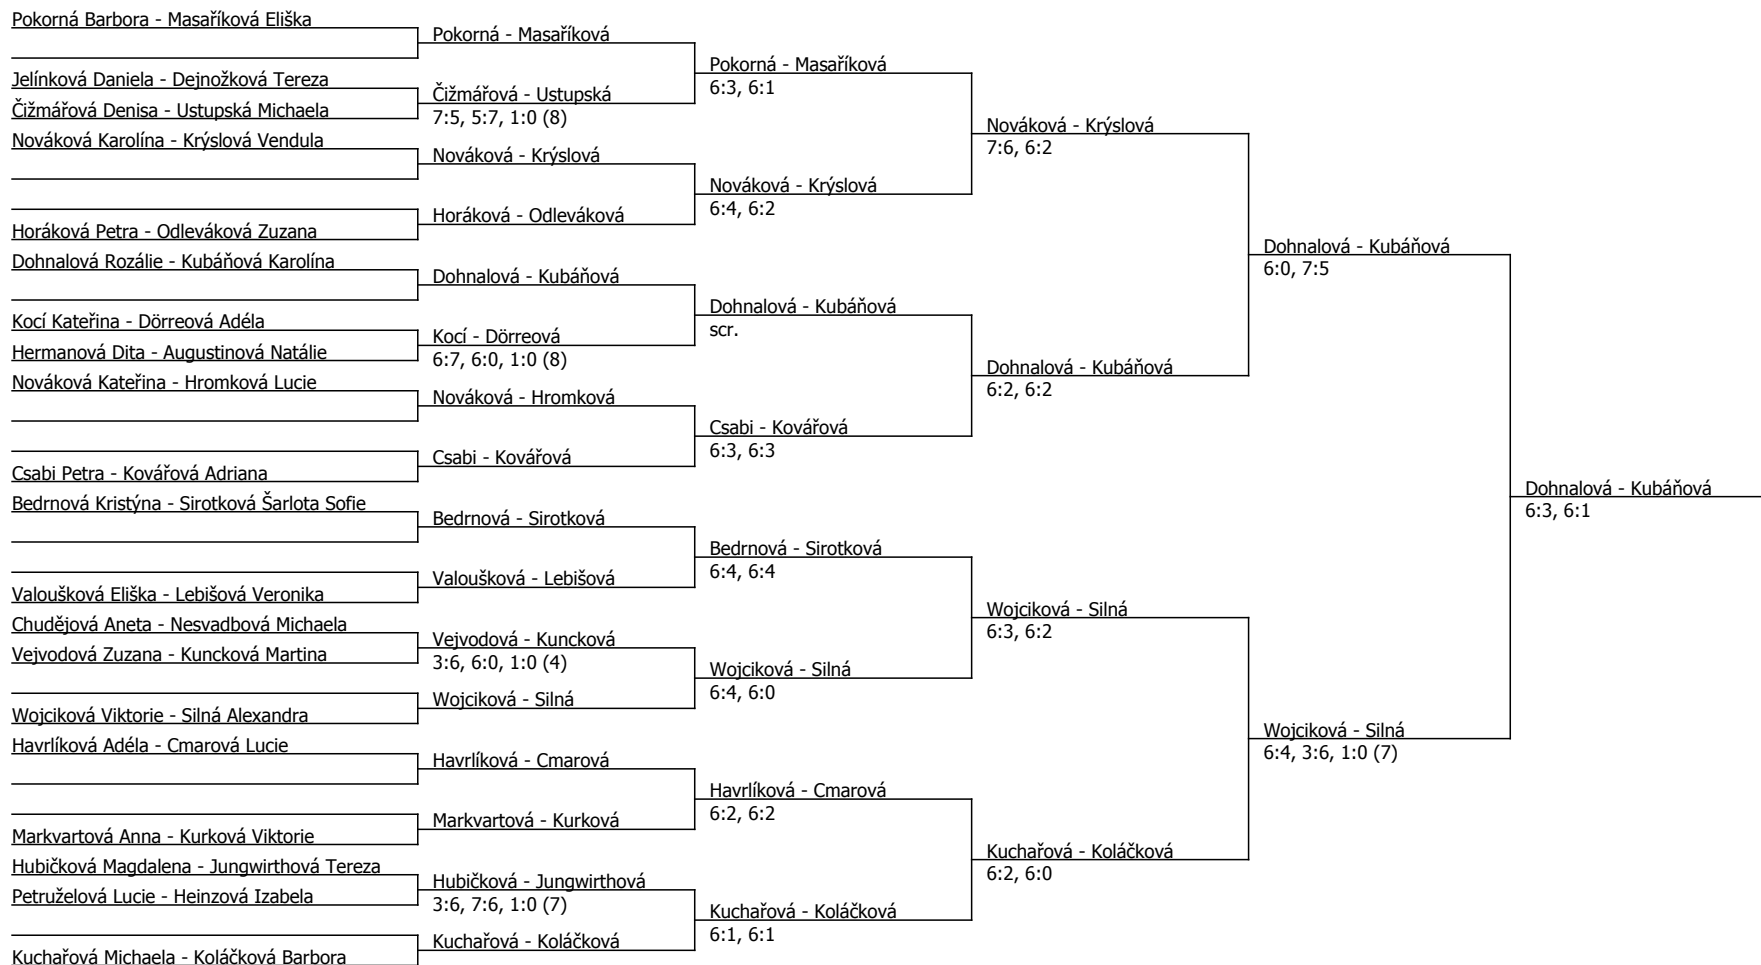 Pokorná Barbora - Masaříková Eliška
Jelínková Daniela - Dejnožková Tereza
Čižmářová Denisa - Ustupská Michaela
Nováková Karolína - Krýslová Vendula
Horáková Petra - Odleváková Zuzana
Dohnalová Rozálie - Kubáňová Karolína
Kocí Kateřina - Dörreová Adéla
Hermanová Dita - Augustinová Natálie
Nováková Kateřina - Hromková Lucie
Csabi Petra - Kovářová Adriana
Bedrnová Kristýna - Sirotková Šarlota Sofie
Valoušková Eliška - Lebišová Veronika
Chudějová Aneta - Nesvadbová Michaela
Vejvodová Zuzana - Kuncková Martina
Wojciková Viktorie - Silná Alexandra
Havrlíková Adéla - Cmarová Lucie
Markvartová Anna - Kurková Viktorie
Hubičková Magdalena - Jungwirthová Tereza
Petruželová Lucie - Heinzová Izabela
Kuchařová Michaela - Koláčková Barbora
Pokorná - Masaříková
Čižmářová - Ustupská
7:5, 5:7, 1:0 (8)
Nováková - Krýslová
Horáková - Odleváková
Dohnalová - Kubáňová
Kocí - Dörreová
6:7, 6:0, 1:0 (8)
Nováková - Hromková
Csabi - Kovářová
Bedrnová - Sirotková
Valoušková - Lebišová
Vejvodová - Kuncková
3:6, 6:0, 1:0 (4)
Wojciková - Silná
Havrlíková - Cmarová
Markvartová - Kurková
Hubičková - Jungwirthová
3:6, 7:6, 1:0 (7)
Kuchařová - Koláčková
Pokorná - Masaříková
6:3, 6:1
Nováková - Krýslová
6:4, 6:2
Dohnalová - Kubáňová
scr.
Csabi - Kovářová
6:3, 6:3
Bedrnová - Sirotková
6:4, 6:4
Wojciková - Silná
6:4, 6:0
Havrlíková - Cmarová
6:2, 6:2
Kuchařová - Koláčková
6:1, 6:1
Nováková - Krýslová
7:6, 6:2
Dohnalová - Kubáňová
6:2, 6:2
Wojciková - Silná
6:3, 6:2
Kuchařová - Koláčková
6:2, 6:0
Dohnalová - Kubáňová
6:0, 7:5
Wojciková - Silná
6:4, 3:6, 1:0 (7)
Dohnalová - Kubáňová
6:3, 6:1